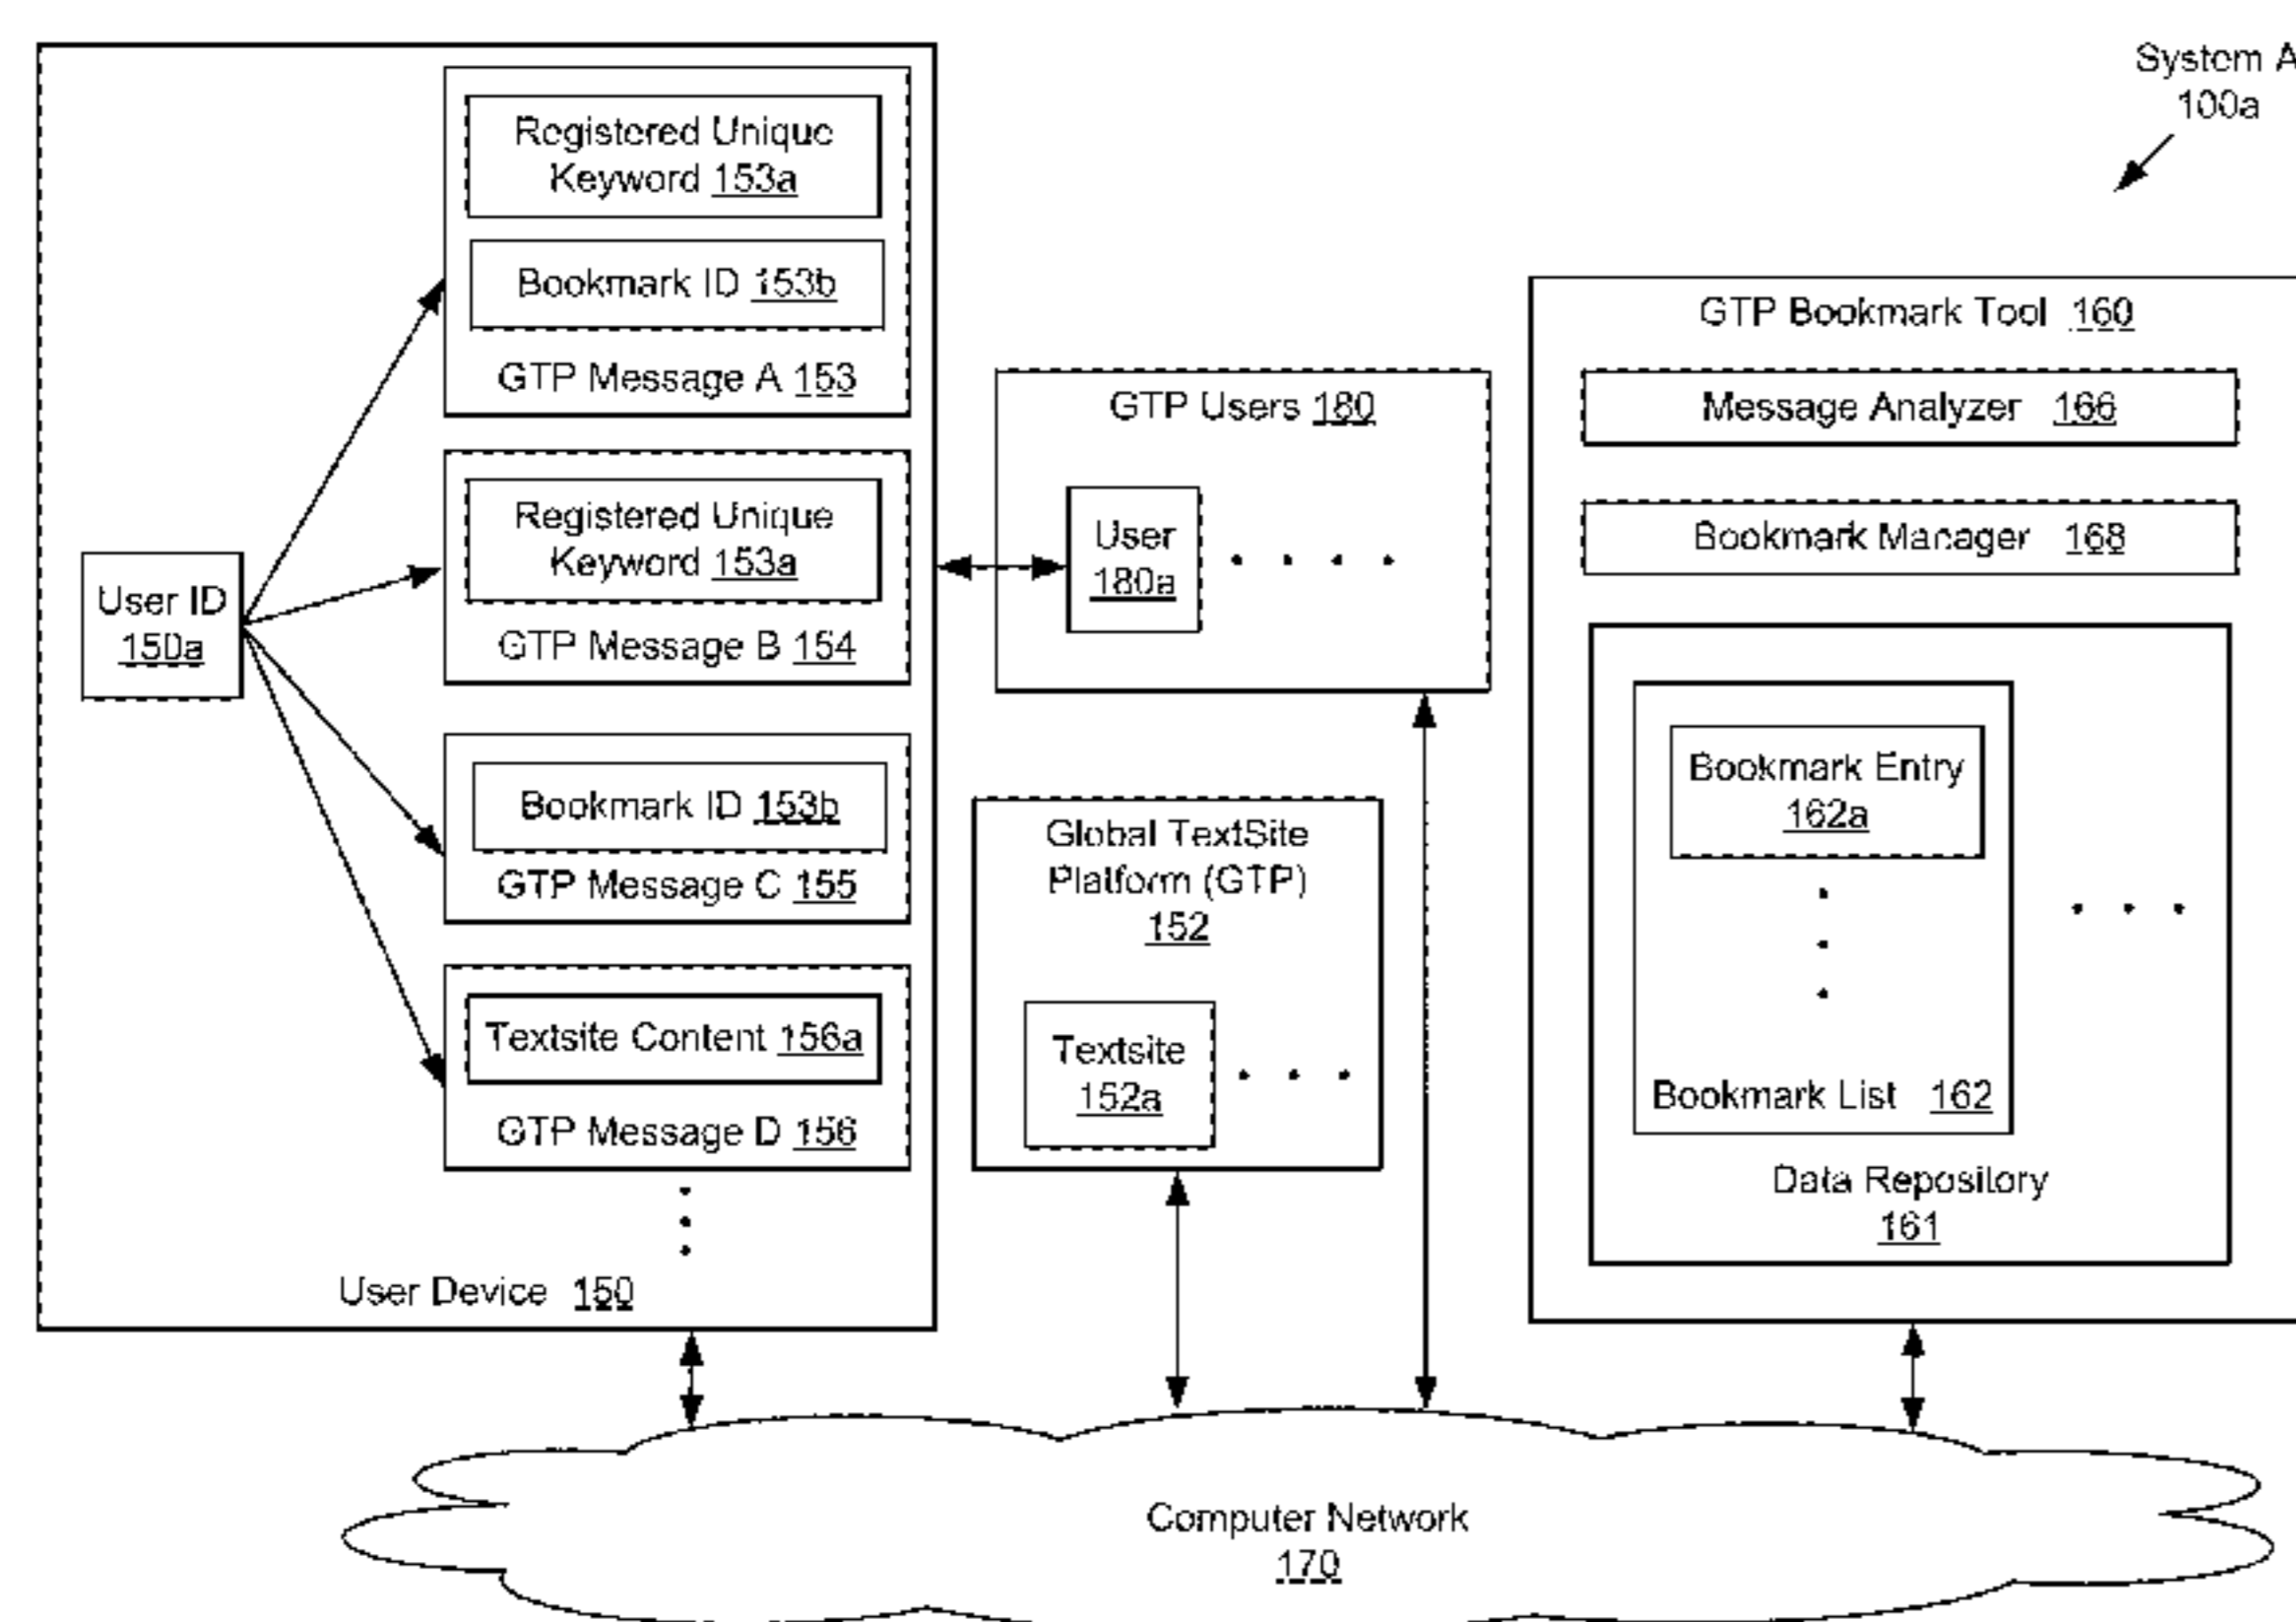 System A
100a
Registered Unique
Keyword 153a
Bookmark ID 153b
GTP Message A 153
Registered Unique
Keyword 153a
GTP Message B 154
User ID
150a
Bookmark ID 153b
GTP Message C 155
Textsite Content 156a
GTP Message D 156
User Device 150
GTP Users 180
User
180a
Global TextSite
Platform (GTP)
152
Textsite
152a
GTP Bookmark Tool 160
Message Analyzer 166
Bookmark Manager 168
Bookmark Entry
162a
Bookmark List 162
Data Repository
161
Computer Network
170